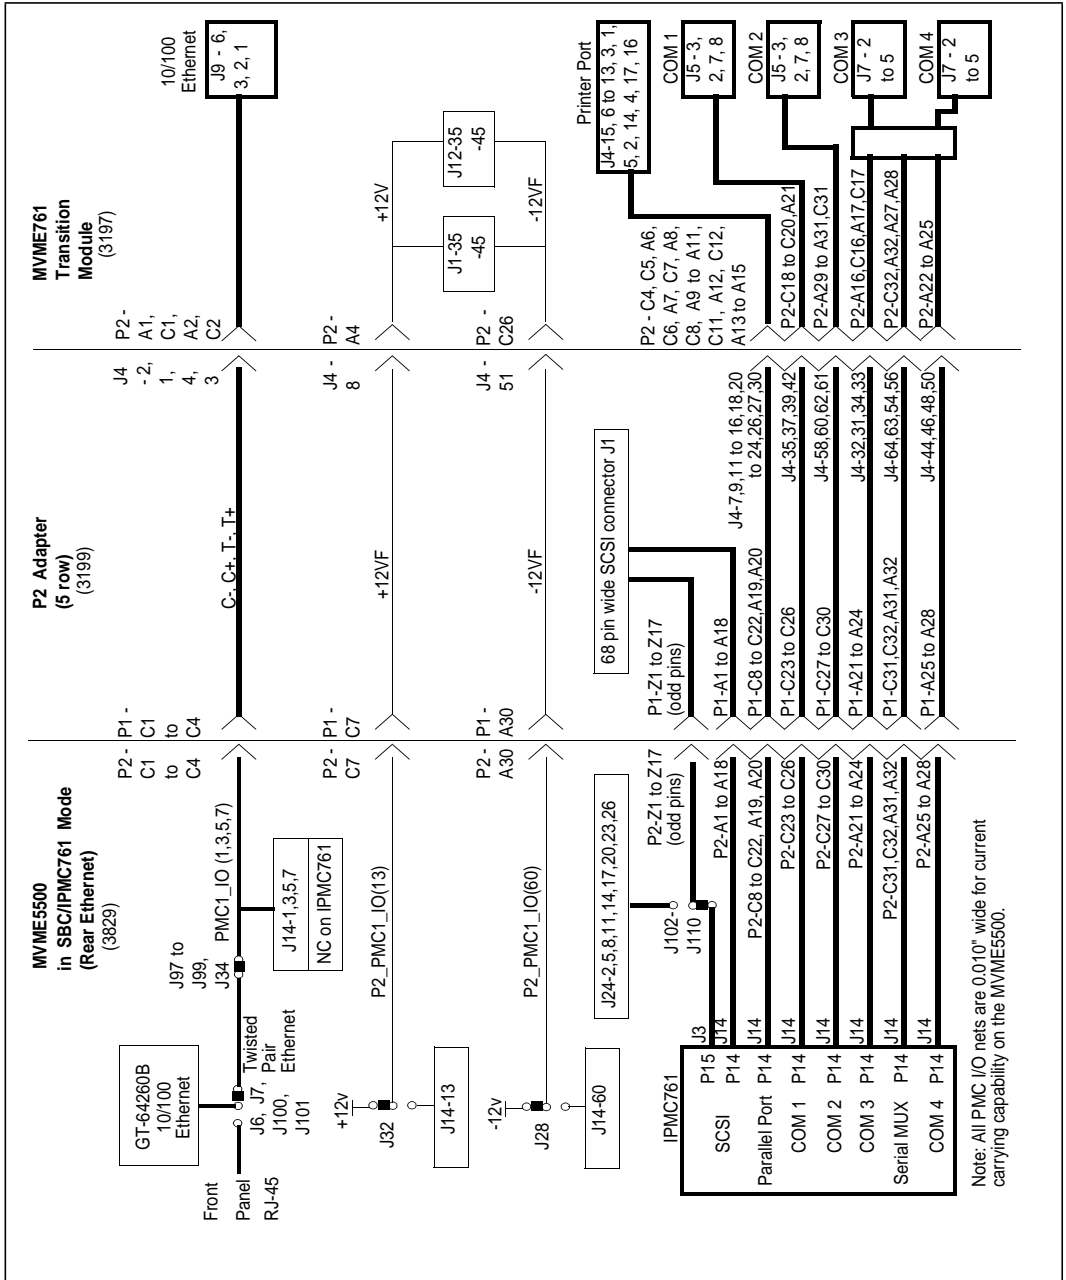 MVME5500
in SBC/IPMC761 Mode
(Rear Ethernet)
(3829)
P2 Adapter
(5 row)
(3199)
MVME761
Transition
Module
(3197)
Front
Panel
RJ-45
GT-64260B
10/100
Ethernet
J6, J7,
J100,
J101
Twisted
Pair
Ethernet
J97 to
J99,
J34
PMC1_IO (1,3,5,7)
J14-1,3,5,7
NC on IPMC761
P2 -
C1
to
C4
P1 -
C1
to
C4
C-, C+, T-, T+
J4
- 2,
1,
4,
3
P2 -
A1,
C1,
A2,
C2
10/100
Ethernet
J9 - 6,
3, 2, 1
+12v
J32
J14-13
P2_PMC1_IO(13)
P2 -
C7
P1 -
C7
+12VF
J4 -
8
P2 -
A4
+12V
J1-35
-45
J12-35
-45
-12v
J28
J14-60
P2_PMC1_IO(60)
P2 -
A30
P1 -
A30
-12VF
J4 -
51
P2 -
C26
-12VF
J24-2,5,8,11,14,17,20,23,26
J102-
J110
P2-Z1 to Z17
(odd pins)
P1-Z1 to Z17
(odd pins)
68 pin wide SCSI connector J1
IPMC761
SCSI
P15
J3
P14
J14
P2-A1 to A18
P1-A1 to A18
Parallel Port
P14
J14
P2-C8 to C22, A19, A20
P1-C8 to C22,A19,A20
J4-7,9,11 to 16,18,20
to 24,26,27,30
P2 - C4, C5, A6,
C6, A7, C7, A8,
C8, A9 to A11,
C11, A12, C12,
A13 to A15
Printer Port
J4-15, 6 to 13, 3, 1,
5, 2, 14, 4, 17, 16
COM 1
P14
J14
P2-C23 to C26
P1-C23 to C26
J4-35,37,39,42
P2-C18 to C20,A21
COM 1
J5 - 3,
2, 7, 8
COM 2
P14
J14
P2-C27 to C30
P1-C27 to C30
J4-58,60,62,61
P2-A29 to A31,C31
COM 2
J5 - 3,
2, 7, 8
COM 3
P14
J14
P2-A21 to A24
P1-A21 to A24
J4-32,31,34,33
P2-A16,C16,A17,C17
COM 3
J7 - 2
to 5
Serial MUX
P14
J14
P2-C31,C32,A31,A32
P1-C31,C32,A31,A32
J4-64,63,54,56
P2-C32,A32,A27,A28
COM 4
P14
J14
P2-A25 to A28
P1-A25 to A28
J4-44,46,48,50
P2-A22 to A25
COM 4
J7 - 2
to 5
Note: All PMC I/O nets are 0.010" wide for current
carrying capability on the MVME5500.